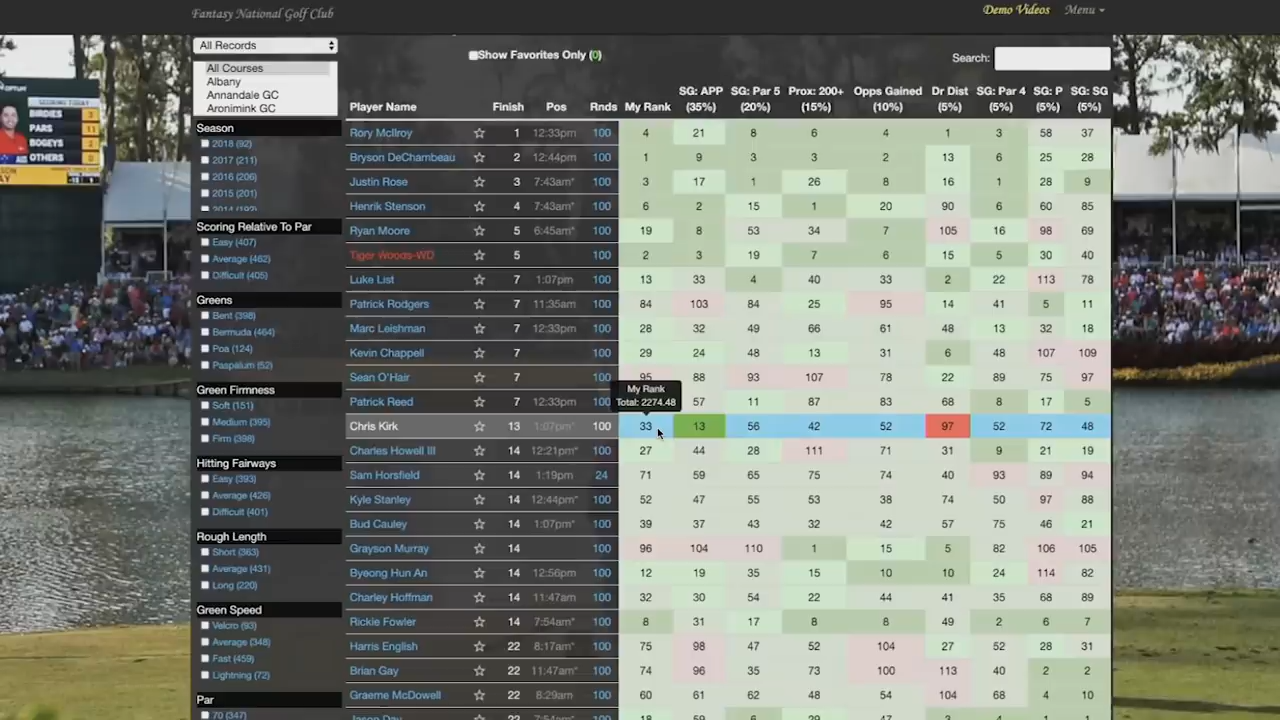 Fantasy National Golf Club
Demo Videos Menu
All Records
Show Favorites Only (0)
Search:
All Courses
Albany
Annandale GC
Aronimink GC
Player Name Finish Pos Rnds My Rank SG: APP (35%) SG: Par 5 (20%) Prox: 200+ (15%) Opps Gained (10%) Dr Dist (5%) SG: Par 4 (5%) SG: P (5%) SG: SG (5%)
Season
2018 (92)
2017 (211)
2016 (206)
2015 (201)
2014 (192)
Scoring Relative To Par
Easy (407)
Average (462)
Difficult (405)
Greens
Bent (398)
Bermuda (464)
Poa (124)
Paspalum (52)
Green Firmness
Soft (151)
Medium (395)
Firm (398)
Hitting Fairways
Easy (393)
Average (426)
Difficult (401)
Rough Length
Short (363)
Average (431)
Long (220)
Green Speed
Velcro (93)
Average (348)
Fast (459)
Lightning (72)
Par
70 (347)
Rory McIlroy 1 12:33pm 100 4 21 8 6 4 1 3 58 37
Bryson DeChambeau 2 12:44pm 100 1 9 3 3 2 13 6 25 28
Justin Rose 3 7:43am* 100 3 17 1 26 8 16 1 28 9
Henrik Stenson 4 7:43am* 100 6 2 15 1 20 90 6 60 85
Ryan Moore 5 6:45am* 100 19 8 53 34 7 105 16 98 69
Tiger Woods-WD 5 100 2 3 19 7 6 15 5 30 40
Luke List 7 1:07pm 100 13 33 4 40 33 2 22 113 78
Patrick Rodgers 7 11:35am 100 84 103 84 25 95 14 41 5 11
Marc Leishman 7 12:33pm 100 28 32 49 66 61 48 13 32 18
Kevin Chappell 7 100 29 24 48 13 31 6 48 107 109
Sean O'Hair 7 100 95 88 93 107 78 22 89 75 97
My Rank
Total: 2274.48
Patrick Reed 7 12:33pm 100 57 11 87 83 68 8 17 5
Chris Kirk 13 1:07pm* 100 33 13 56 42 52 97 52 72 48
Charles Howell III 14 12:21pm* 100 27 44 28 111 71 31 9 21 19
Sam Horsfield 14 1:19pm 24 71 59 65 75 74 40 93 89 94
Kyle Stanley 14 12:44pm* 100 52 47 55 53 38 74 50 97 88
Bud Cauley 14 1:07pm* 100 39 37 43 32 42 57 75 46 21
Grayson Murray 14 100 96 104 110 1 15 5 82 106 105
Byeong Hun An 14 12:56pm 100 12 19 35 15 10 10 24 114 82
Charley Hoffman 14 11:47am 100 32 30 54 22 44 41 35 68 89
Rickie Fowler 14 7:54am* 100 8 31 17 8 8 49 2 6 7
Harris English 22 8:17am* 100 75 98 47 52 104 27 52 28 31
Brian Gay 22 11:47am* 100 74 96 35 73 100 113 40 2 2
Graeme McDowell 22 8:29am 100 60 61 62 48 54 104 68 4 10
SCORING TODAY
BIRDIES
PARS 11
BOGEYS 2
OTHERS 0